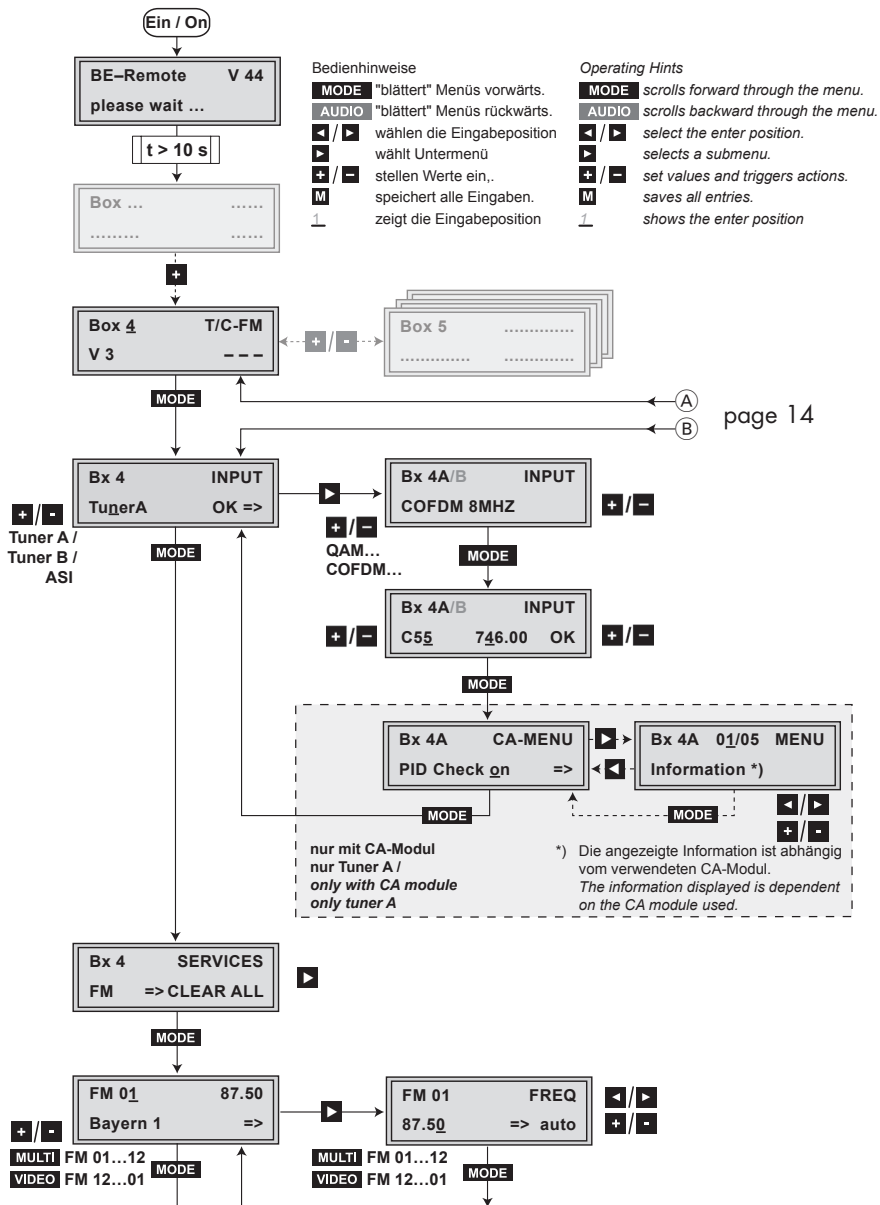 Ein / On
BE–Remote V 44
please wait ...
t > 10 s
Bedienhinweise
MODE "blättert" Menüs vorwärts.
AUDIO "blättert" Menüs rückwärts.
◄ / ► wählen die Eingabeposition
► wählt Untermenü
+ / − stellen Werte ein,.
M speichert alle Eingaben.
1 zeigt die Eingabeposition
Operating Hints
MODE scrolls forward through the menu.
AUDIO scrolls backward through the menu.
◄ / ► select the enter position.
► selects a submenu.
+ / − set values and triggers actions.
M saves all entries.
1 shows the enter position
Box ... ......
......... ......
+
Box 4 T/C-FM
V 3 – – –
+ / -
Box 5 ..............
.............. ..............
MODE
A
B
page 14
Bx 4 INPUT
TunerA OK =>
+ / -
Tuner A /
Tuner B /
ASI
MODE
►
+ / −
QAM...
COFDM...
Bx 4A/B INPUT
COFDM 8MHZ
+ / −
MODE
Bx 4A/B INPUT
C55 746.00 OK
+ / −
+ / −
MODE
Bx 4A CA-MENU
PID Check on =>
►
◄
Bx 4A 01/05 MENU
Information *)
MODE
MODE
◄ / ►
+ / -
nur mit CA-Modul
nur Tuner A /
only with CA module
only tuner A
*) Die angezeigte Information ist abhängig
vom verwendeten CA-Modul.
The information displayed is dependent
on the CA module used.
Bx 4 SERVICES
FM => CLEAR ALL
►
MODE
FM 01 87.50
Bayern 1 =>
+ / -
MULTI FM 01...12
VIDEO FM 12...01
MODE
►
FM 01 FREQ
87.50 => auto
◄ / ►
+ / -
MULTI FM 01...12
VIDEO FM 12...01
MODE